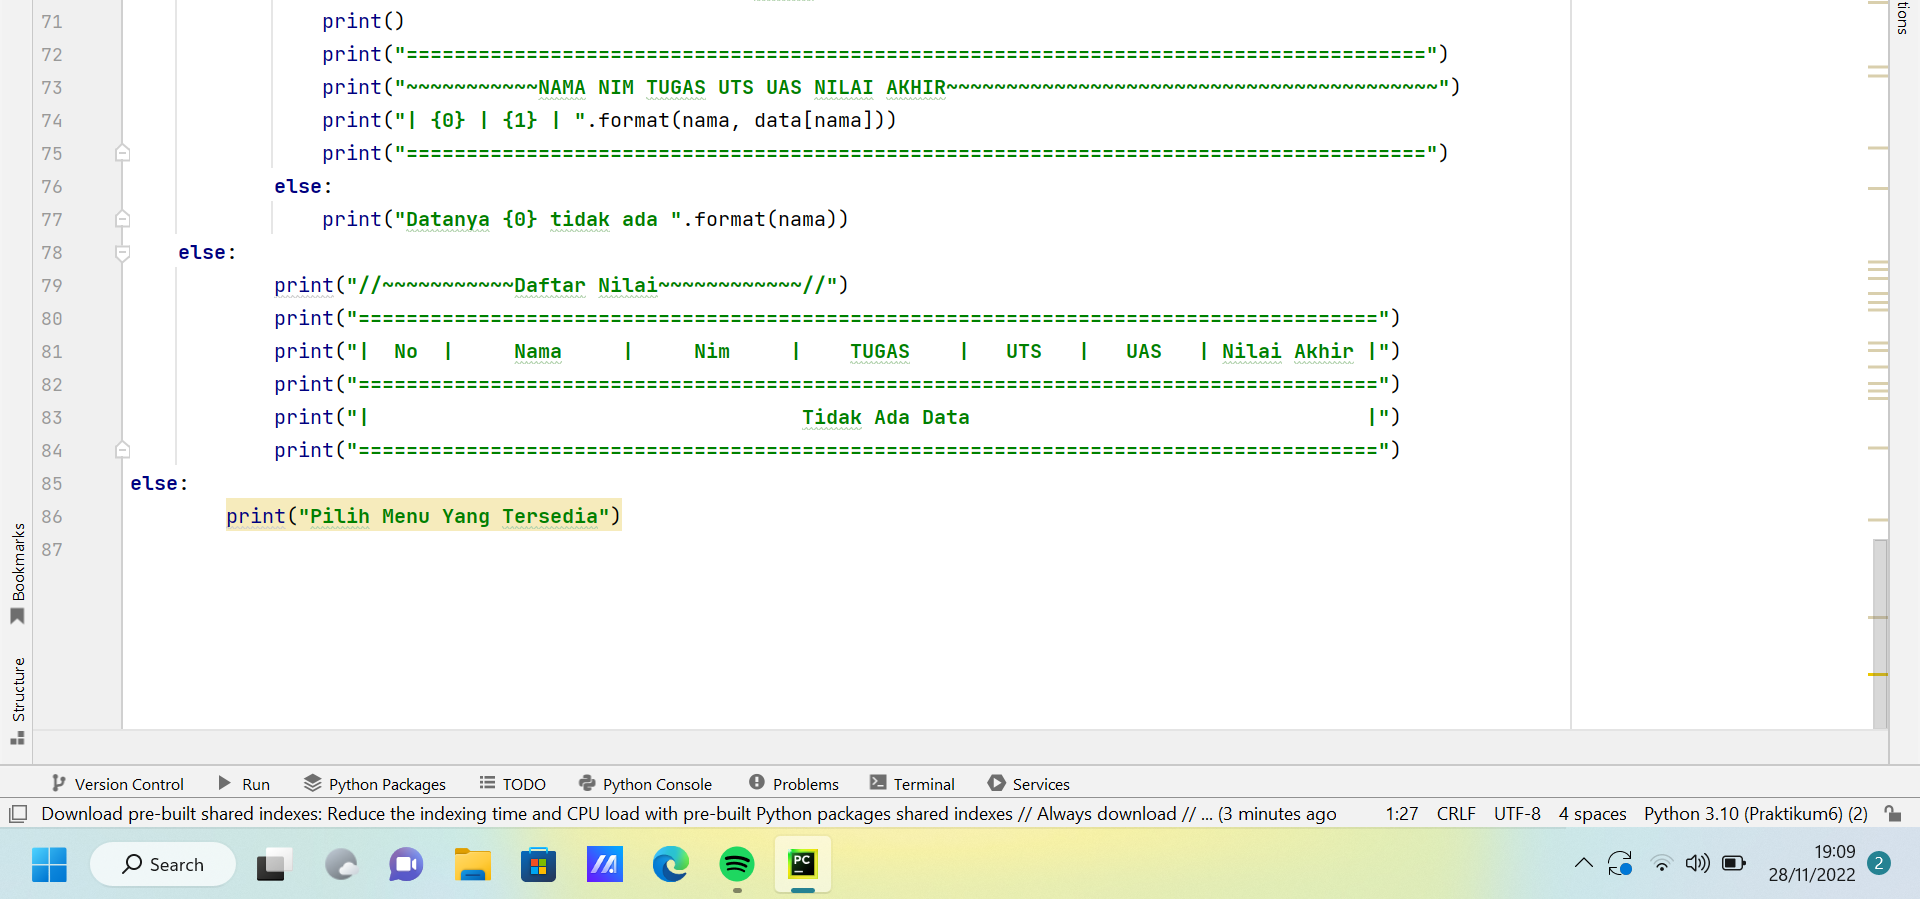 71 print()
72 print("=====================================================================================")
73 print("~~~~~~~~~~~NAMA NIM TUGAS UTS UAS NILAI AKHIR~~~~~~~~~~~~~~~~~~~~~~~~~~~~~~~~~~~~~~~~~")
74 print("| {0} | {1} | ".format(nama, data[nama]))
75 print("=====================================================================================")
76 else:
77 print("Datanya {0} tidak ada ".format(nama))
78 else:
79 print("//~~~~~~~~~~~Daftar Nilai~~~~~~~~~~~~//")
80 print("=====================================================================================")
81 print("|  No  |     Nama     |     Nim     |    TUGAS    |   UTS   |   UAS   | Nilai Akhir |")
82 print("=====================================================================================")
83 print("|                                    Tidak Ada Data                                 |")
84 print("=====================================================================================")
85 else:
86 print("Pilih Menu Yang Tersedia")
87
tions
Bookmarks
Structure
Version Control Run Python Packages TODO Python Console Problems Terminal Services
Download pre-built shared indexes: Reduce the indexing time and CPU load with pre-built Python packages shared indexes // Always download // ... (3 minutes ago 1:27 CRLF UTF-8 4 spaces Python 3.10 (Praktikum6) (2)
Search PC 19:09
28/11/2022 2